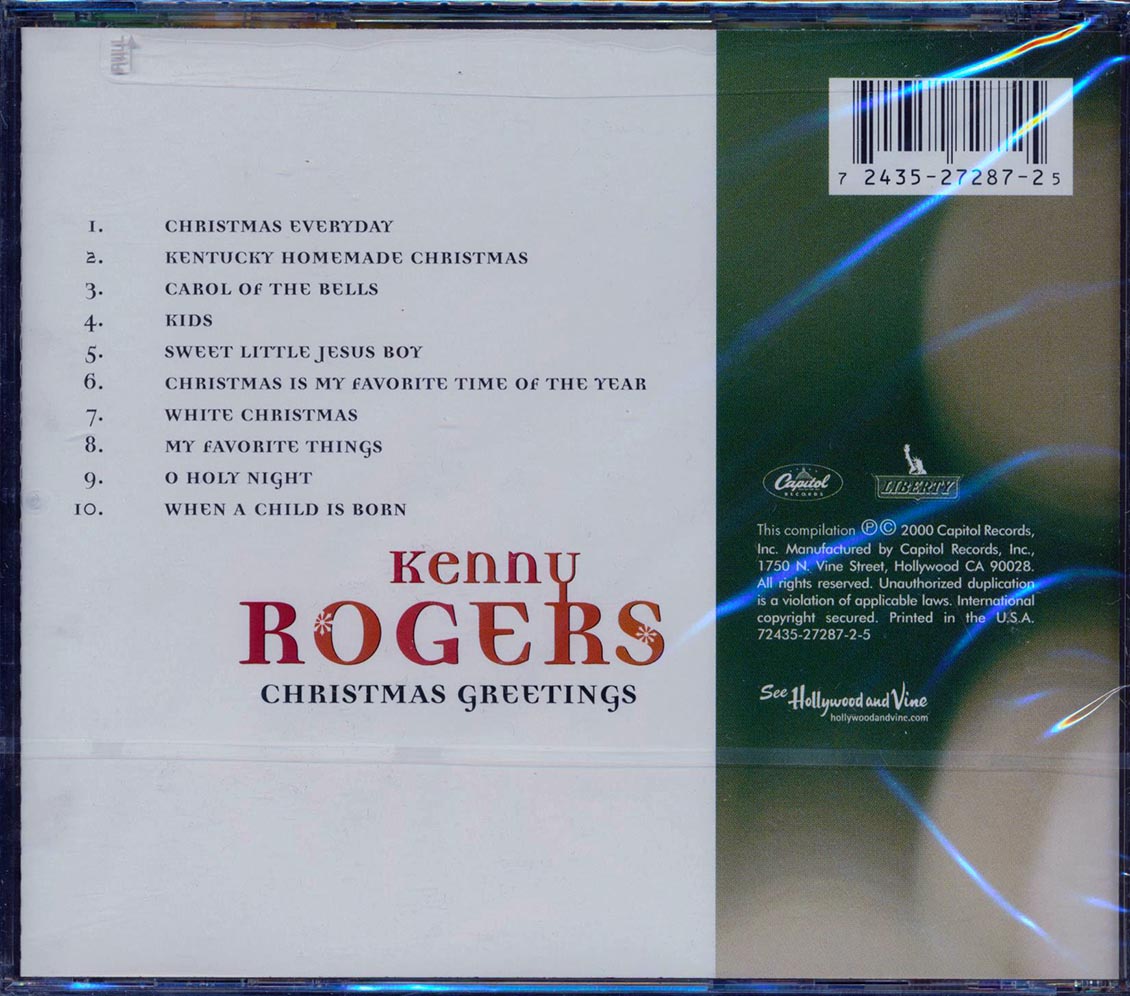 7 2435-27287-2 5
1. CHRISTMAS EVERYDAY
2. KENTUCKY HOMEMADE CHRISTMAS
3. CAROL OF THE BELLS
4. KIDS
5. SWEET LITTLE JESUS BOY
6. CHRISTMAS IS MY FAVORITE TIME OF THE YEAR
7. WHITE CHRISTMAS
8. MY FAVORITE THINGS
9. O HOLY NIGHT
10. WHEN A CHILD IS BORN
Kenny
ROGERS
CHRISTMAS GREETINGS
Capitol
RECORDS
LIBERTY
This compilation ℗© 2000 Capitol Records,
Inc. Manufactured by Capitol Records, Inc.,
1750 N. Vine Street, Hollywood CA 90028.
All rights reserved. Unauthorized duplication
is a violation of applicable laws. International
copyright secured. Printed in the U.S.A.
72435-27287-2-5
See Hollywood and Vine
hollywoodandvine.com